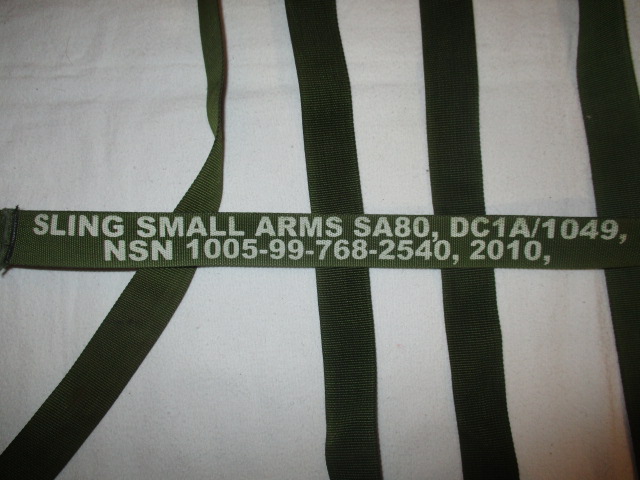 SLING SMALL ARMS SA80, DC1A/1049,
NSN 1005-99-768-2540, 2010,